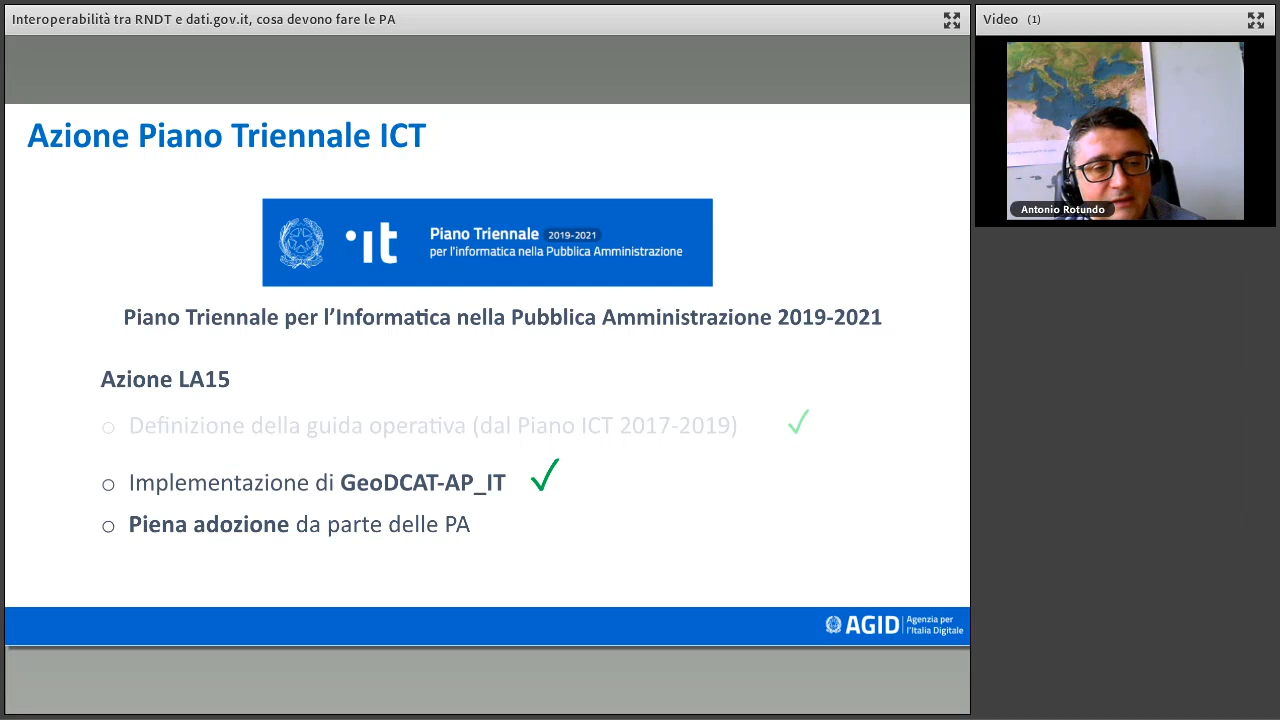 Interoperabilità tra RNDT e dati.gov.it, cosa devono fare le PA
Video (1)
Antonio Rotundo
Azione Piano Triennale ICT
.it
Piano Triennale 2019-2021
per l'informatica nella Pubblica Amministrazione
Piano Triennale per l’Informatica nella Pubblica Amministrazione 2019-2021
Azione LA15
○ Definizione della guida operativa (dal Piano ICT 2017-2019) ✓
○ Implementazione di GeoDCAT-AP_IT ✓
○ Piena adozione da parte delle PA
AGID
Agenzia per
l'Italia Digitale